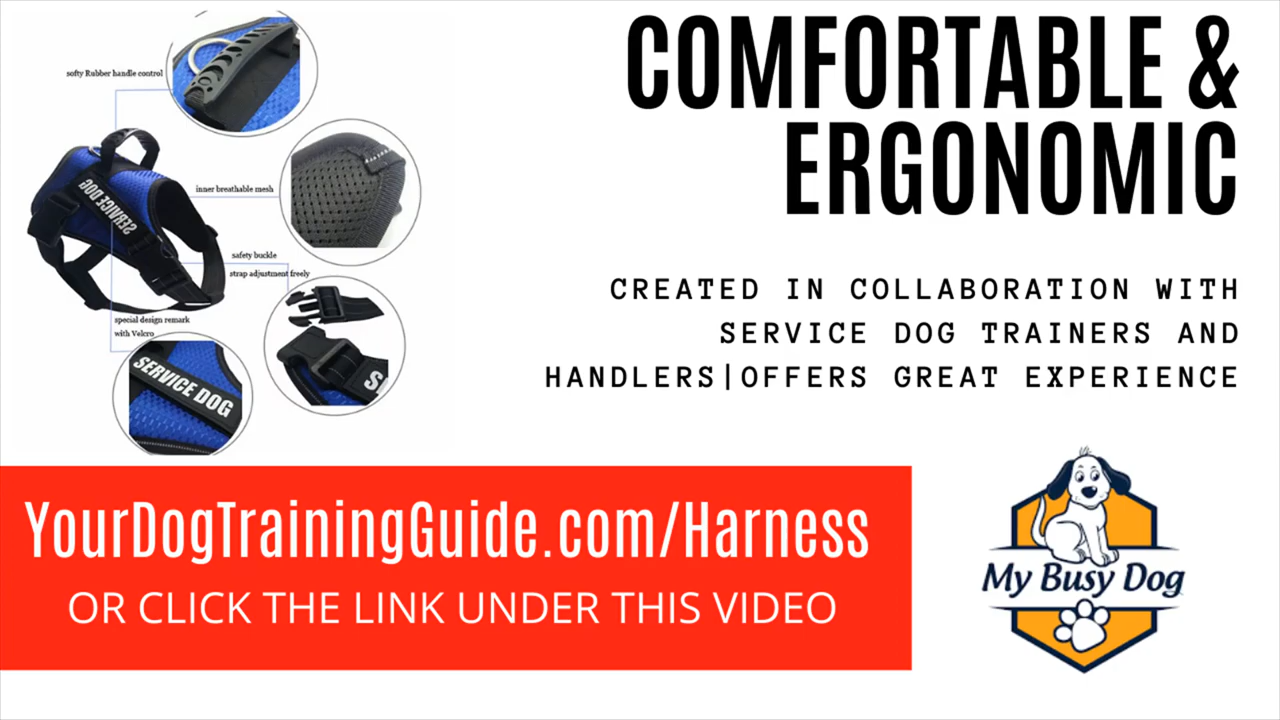 COMFORTABLE &
ERGONOMIC
softy Rubber handle control
inner breathable mesh
SERVICE DOG
safety buckle
strap adjustment freely
special design remark
with Velcro
SERVICE DOG
S
CREATED IN COLLABORATION WITH
SERVICE DOG TRAINERS AND
HANDLERS|OFFERS GREAT EXPERIENCE
YourDogTrainingGuide.com/Harness
OR CLICK THE LINK UNDER THIS VIDEO
My Busy Dog